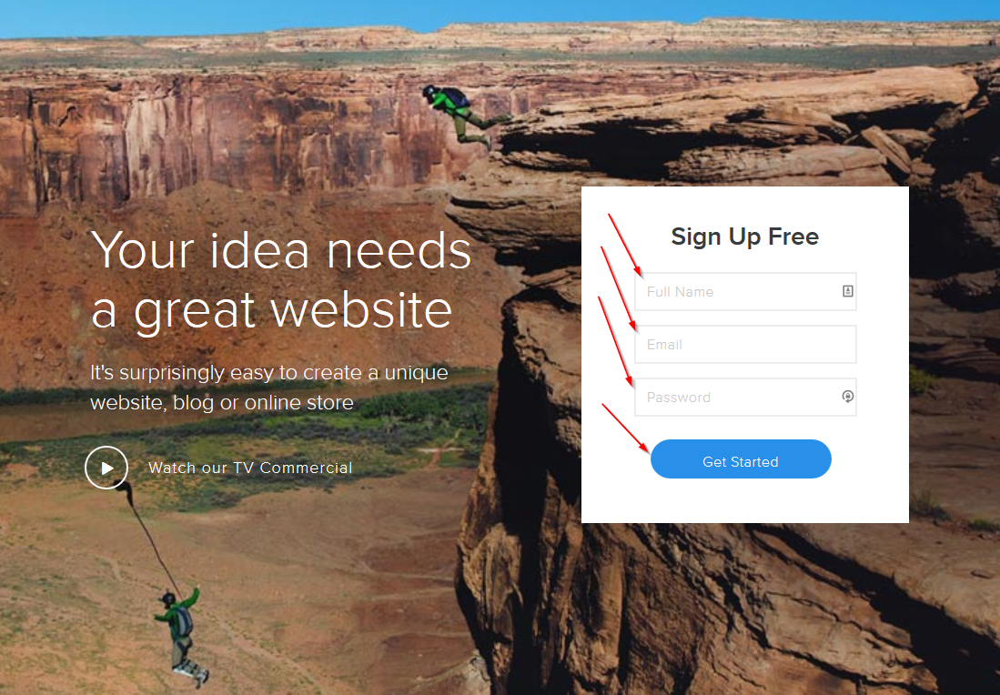 Your idea needs
a great website
It's surprisingly easy to create a unique
website, blog or online store
Watch our TV Commercial
Sign Up Free
Full Name
Email
Password
Get Started